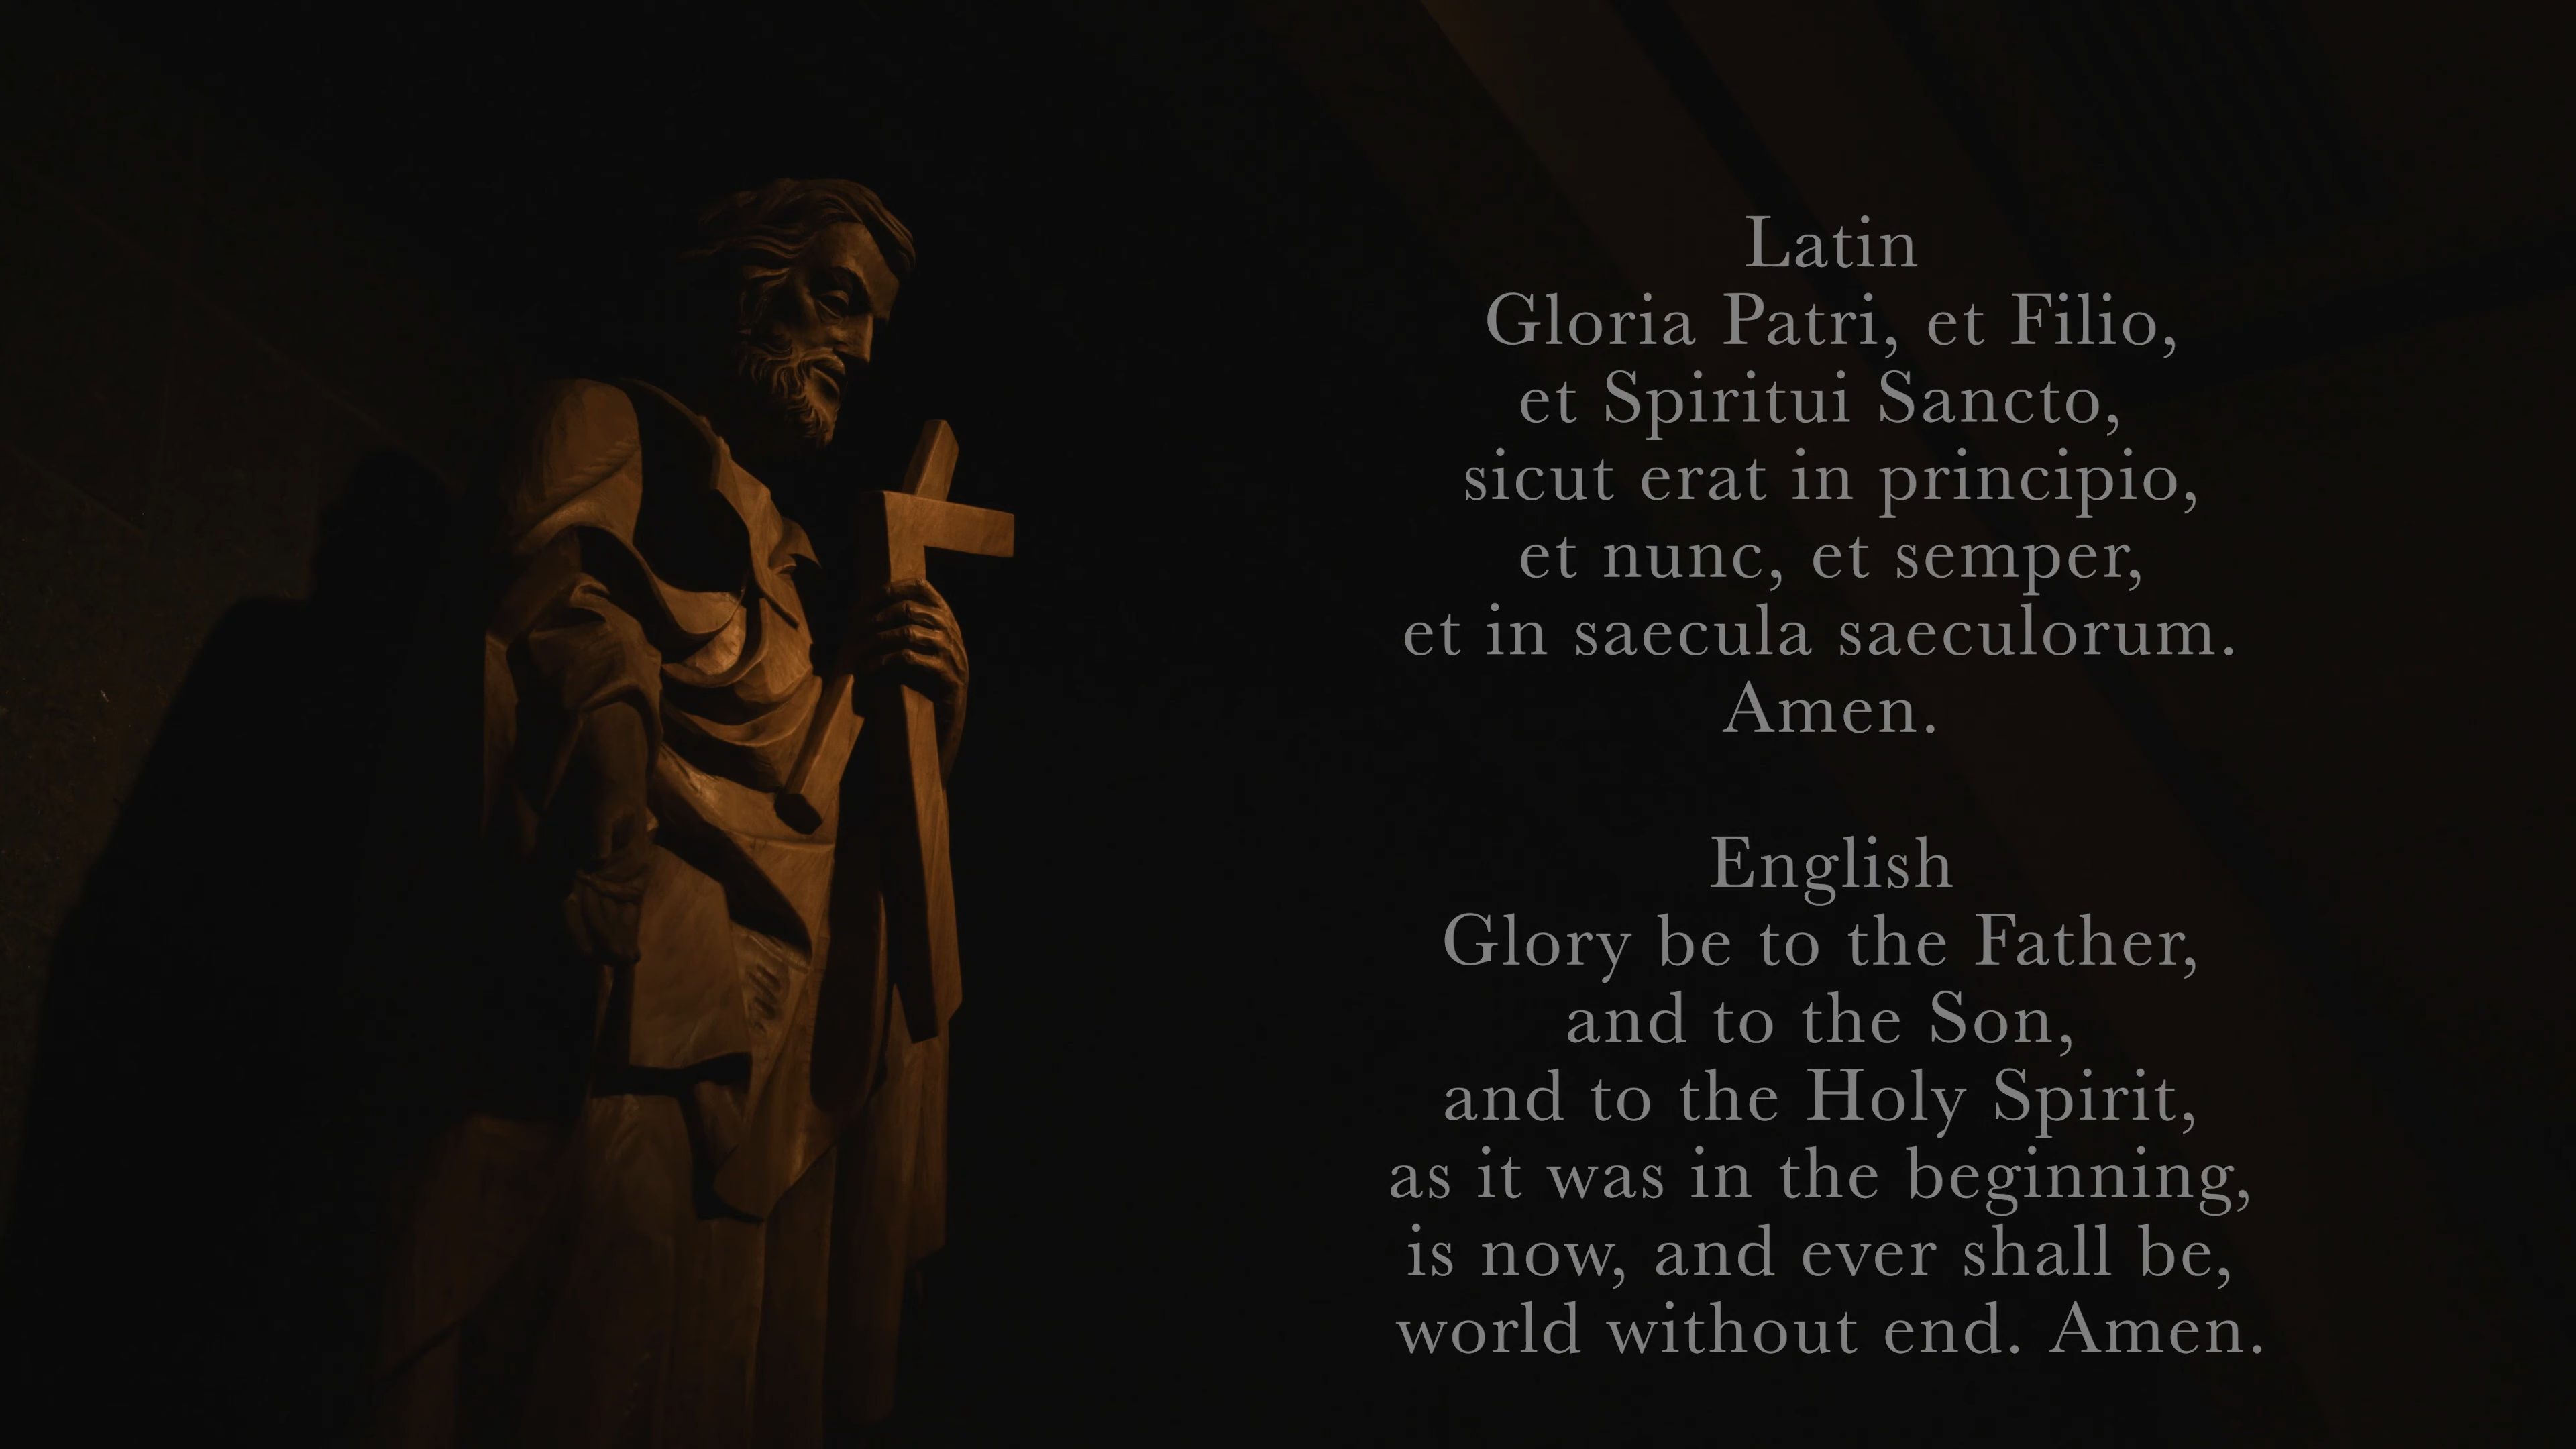 Latin
Gloria Patri, et Filio,
et Spiritui Sancto,
sicut erat in principio,
et nunc, et semper,
et in saecula saeculorum.
Amen.
English
Glory be to the Father,
and to the Son,
and to the Holy Spirit,
as it was in the beginning,
is now, and ever shall be,
world without end. Amen.